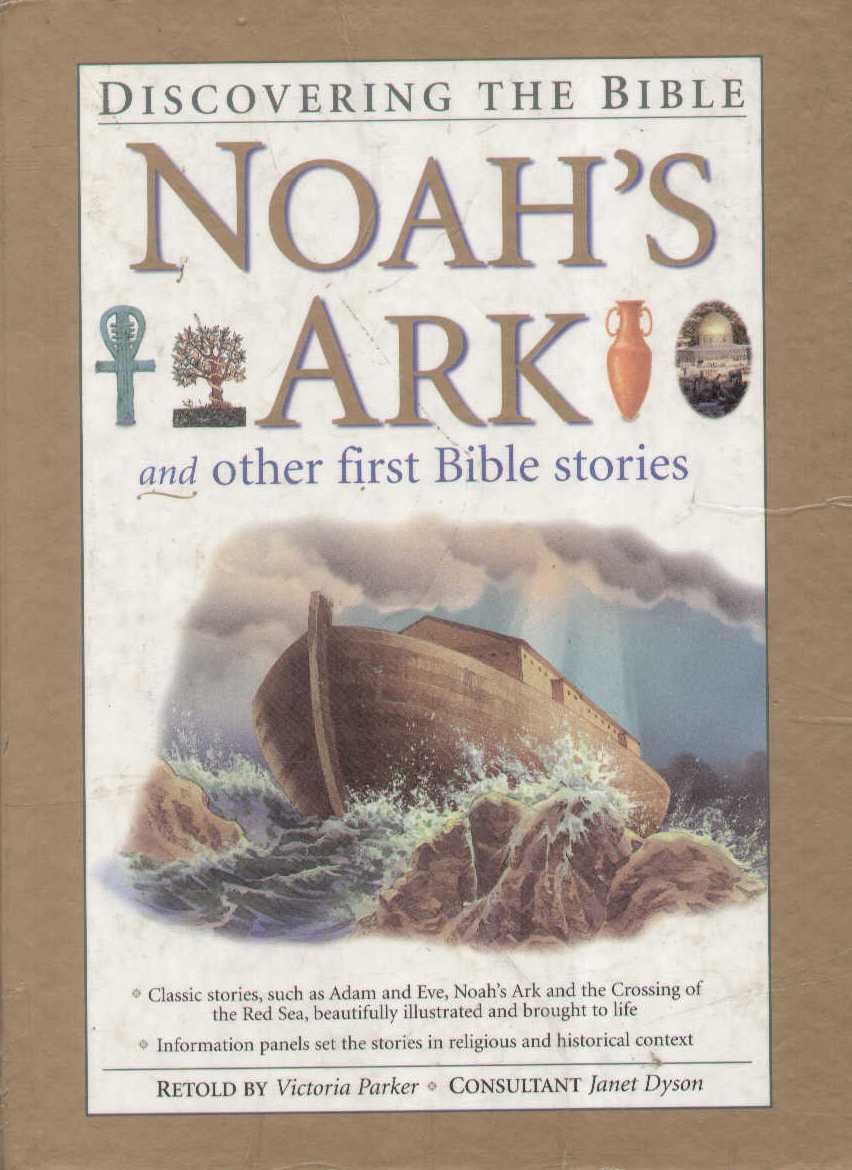 DISCOVERING THE BIBLE
NOAH'S
ARK
and other first Bible stories
Classic stories, such as Adam and Eve, Noah's Ark and the Crossing of
the Red Sea, beautifully illustrated and brought to life
Information panels set the stories in religious and historical context
RETOLD BY Victoria Parker CONSULTANT Janet Dyson